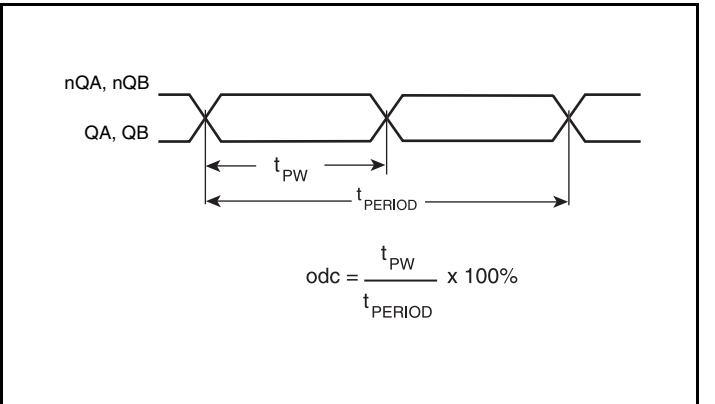 nQA, nQB
QA, QB
tPW
tPERIOD
odc = tPW / tPERIOD x 100%